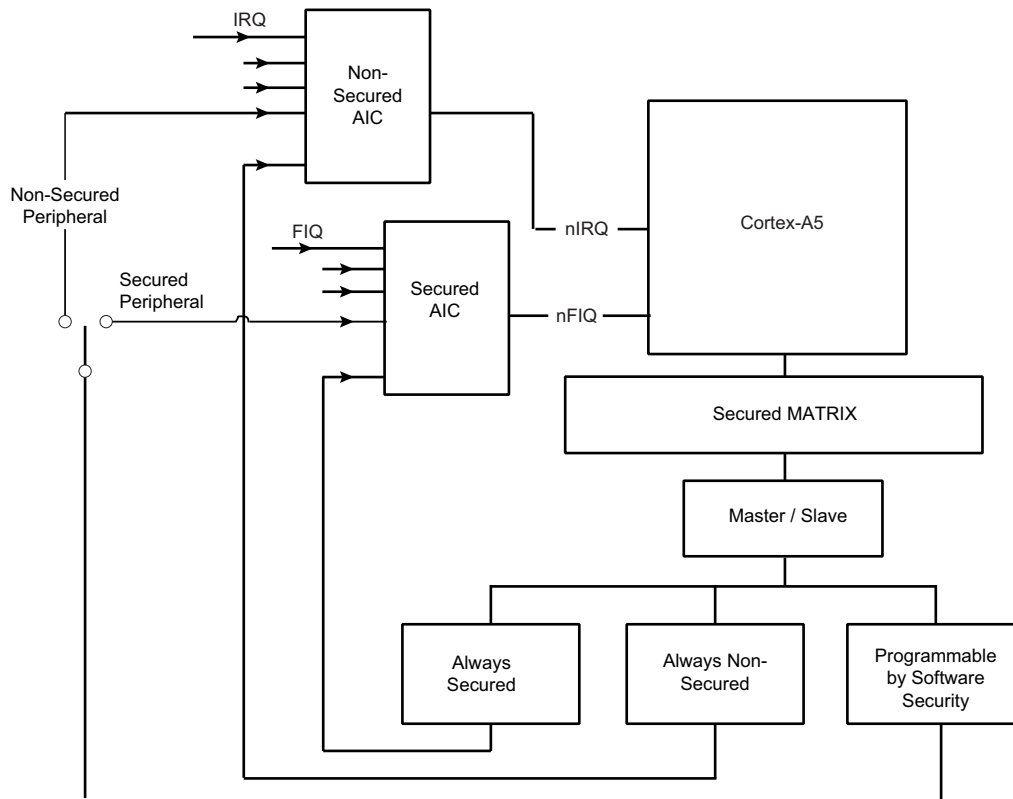 IRQ
Non-
Secured
AIC
Non-Secured
Peripheral
Cortex-A5
nIRQ
FIQ
Secured
Peripheral
Secured
AIC
nFIQ
Secured MATRIX
Master / Slave
Always
Secured
Always Non-
Secured
Programmable
by Software
Security